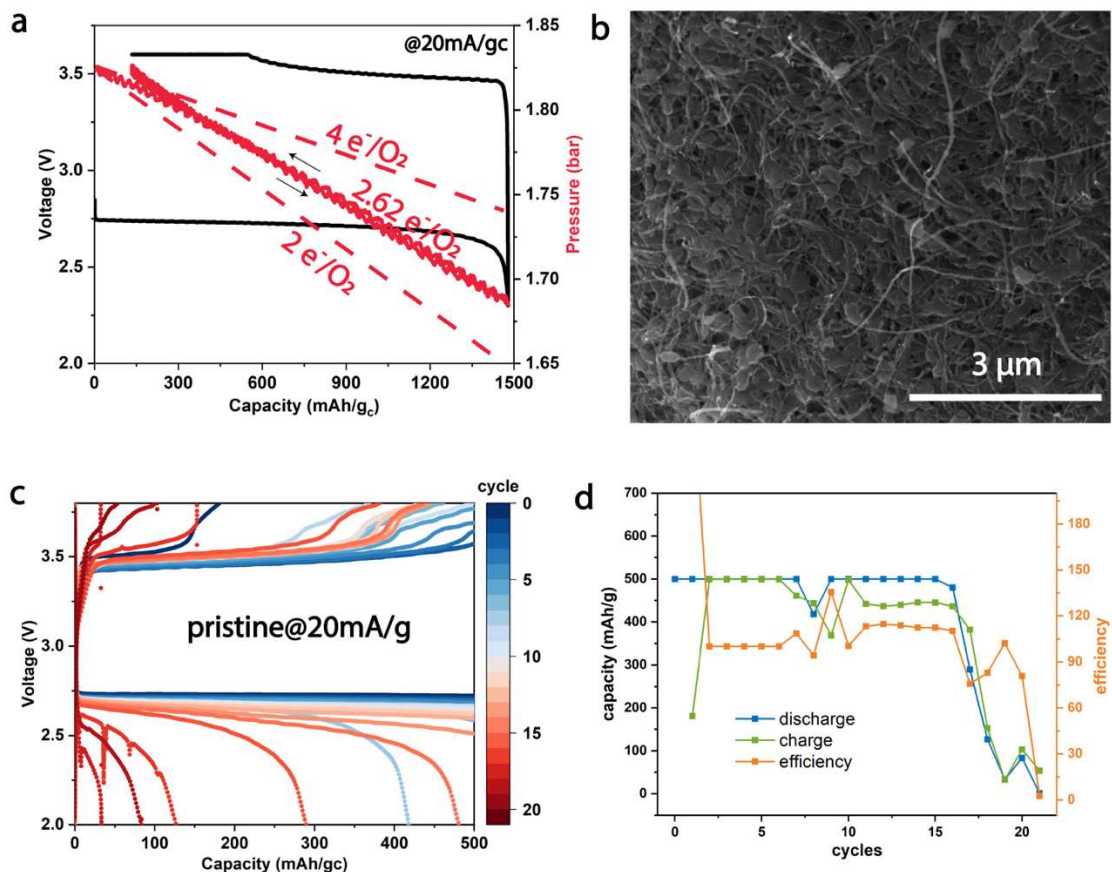 a
@20mA/gc
4 e⁻/O₂
2.62 e⁻/O₂
2 e⁻/O₂
3.5
3.0
2.5
2.0
Voltage (V)
1.85
1.80
1.75
1.70
1.65
Pressure (bar)
0
300
600
900
1200
1500
Capacity (mAh/g꜀)
b
3 µm
c
cycle
pristine@20mA/g
3.5
3.0
2.5
2.0
Voltage (V)
0
100
200
300
400
500
Capacity (mAh/gc)
0
5
10
15
20
d
700
600
500
400
300
200
100
0
capacity (mAh/g)
discharge
charge
efficiency
180
150
120
90
60
30
0
efficiency
0
5
10
15
20
cycles